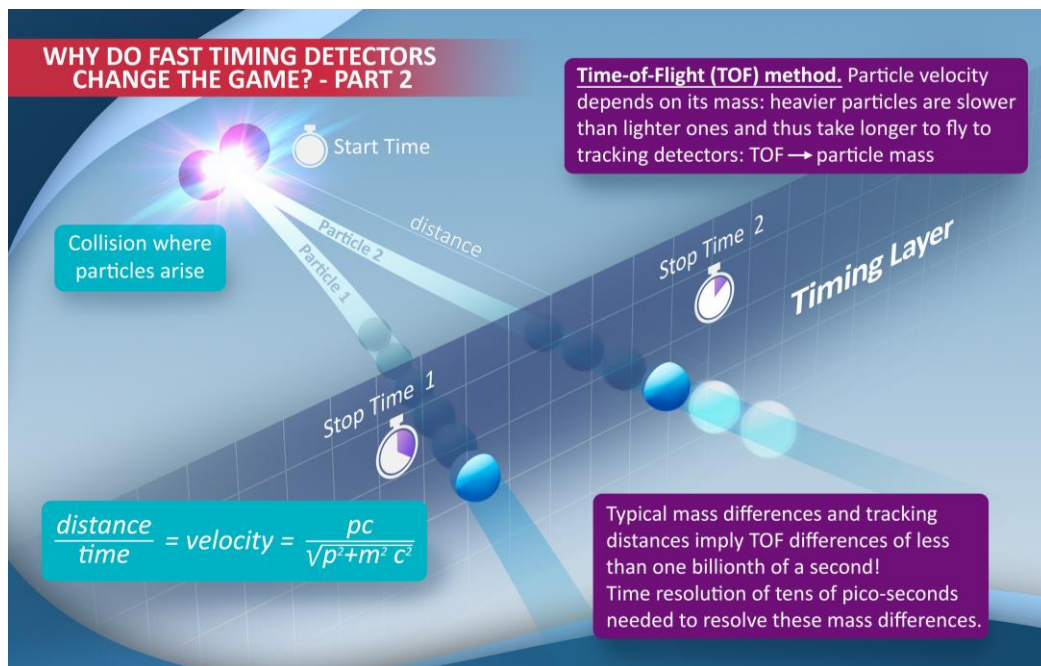 WHY DO FAST TIMING DETECTORS
CHANGE THE GAME? - PART 2
Time-of-Flight (TOF) method. Particle velocity
depends on its mass: heavier particles are slower
than lighter ones and thus take longer to fly to
tracking detectors: TOF → particle mass
Start Time
Collision where
particles arise
distance
Particle 2
Particle 1
Stop Time 2
Timing Layer
Stop Time 1
distance/time = velocity = pc/√p²+m² c²
Typical mass differences and tracking
distances imply TOF differences of less
than one billionth of a second!
Time resolution of tens of pico-seconds
needed to resolve these mass differences.